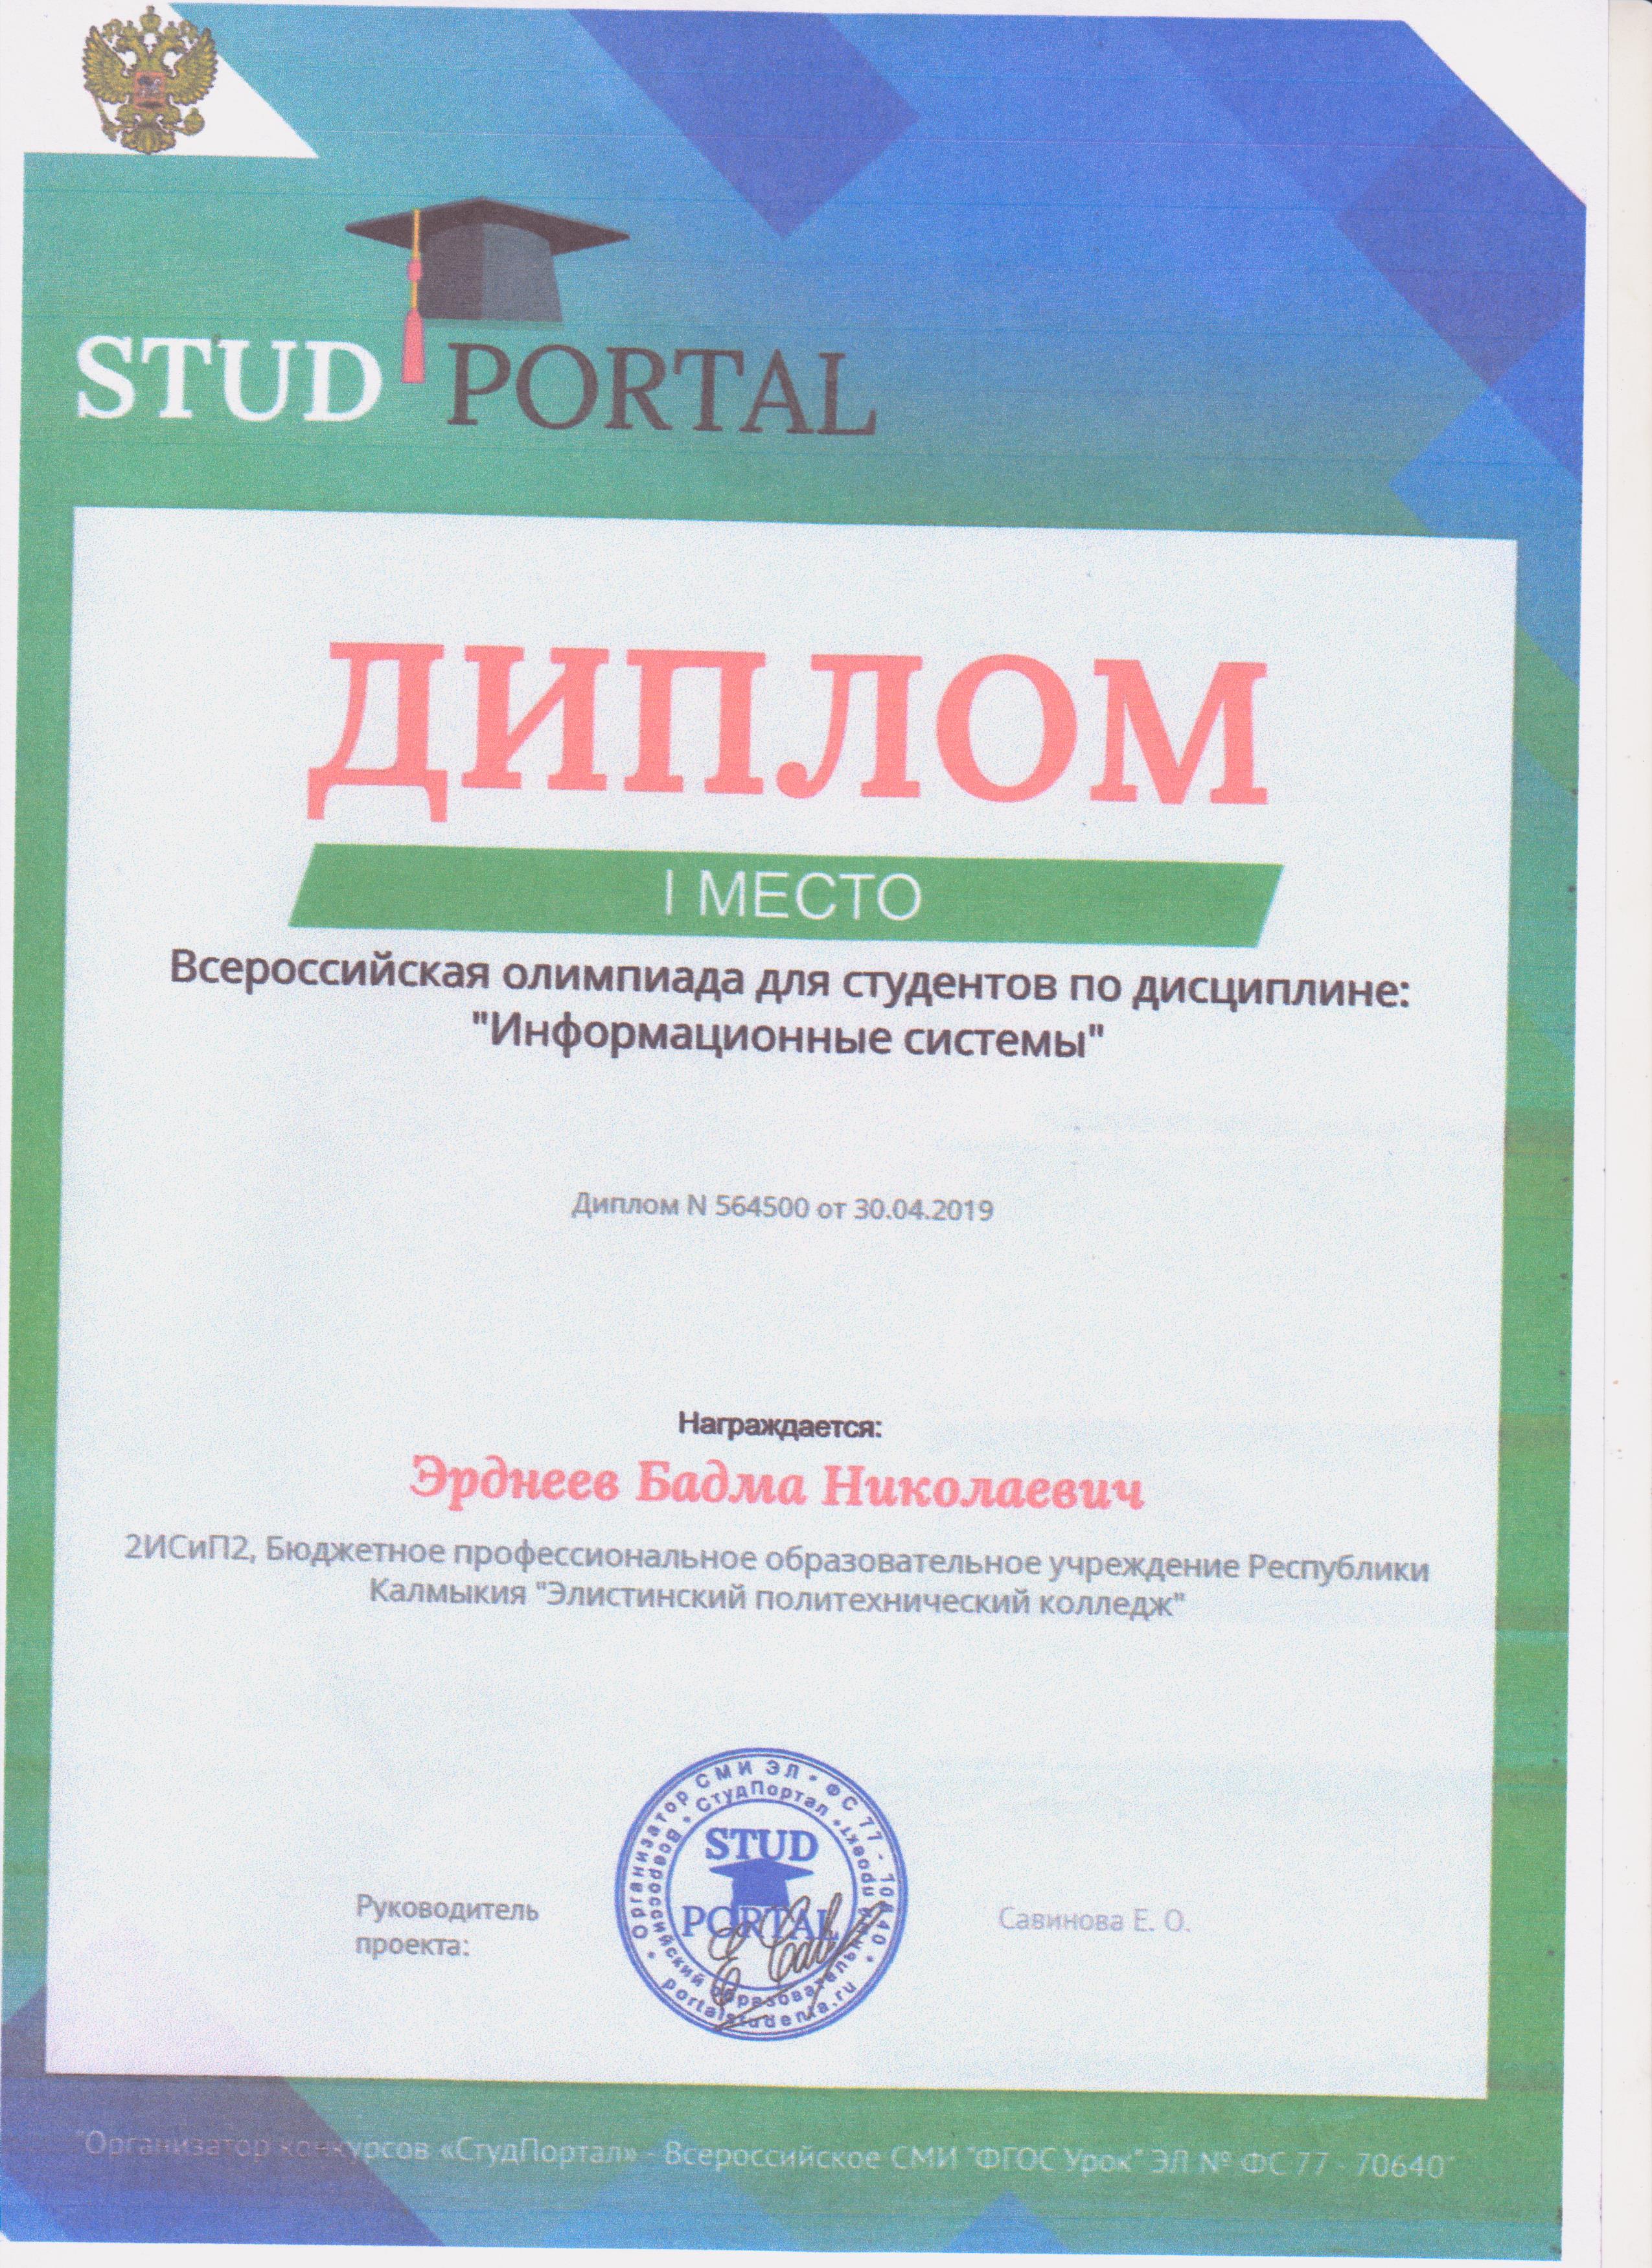 STUD PORTAL
ДИПЛОМ
I МЕСТО
Всероссийская олимпиада для студентов по дисциплине:
"Информационные системы"
Диплом N 564500 от 30.04.2019
Награждается:
Эрднеев Бадма Николаевич
2ИСиП2, Бюджетное профессиональное образовательное учреждение Республики
Калмыкия "Элистинский политехнический колледж"
Руководитель
проекта:
• Организатор СМИ ЭЛ • ФС 77 - 70640 •
portalstudenta.ru
Всероссийский образовательный проект
• СтудПортал •
STUD
PORTAL
Савинова Е. О.
"Организатор конкурсов «СтудПортал» - Всероссийское СМИ "ФГОС Урок" ЭЛ № ФС 77 - 70640"